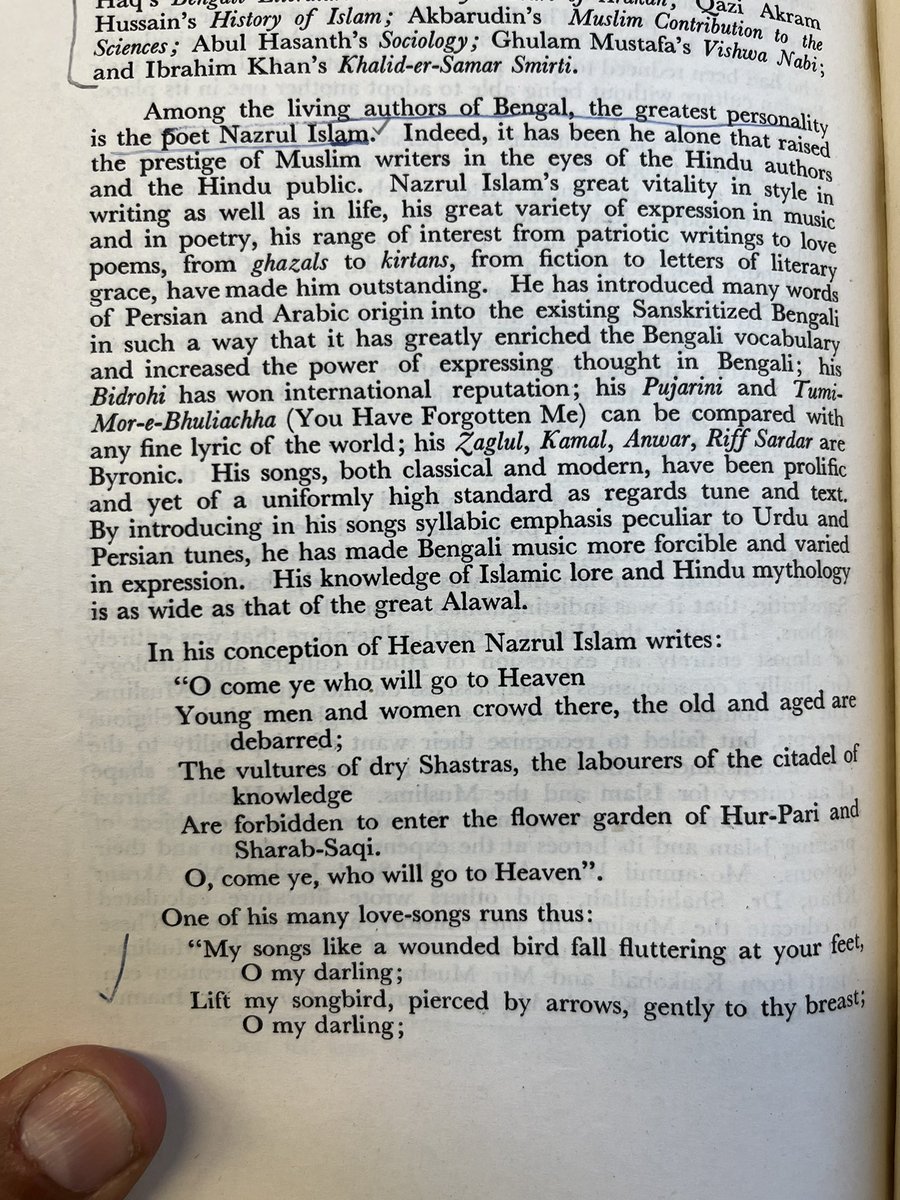 Haq's Bengali Qazi Akram
Hussain's History of Islam; Akbarudin's Muslim Contribution to the
Sciences; Abul Hasanth's Sociology; Ghulam Mustafa's Vishwa Nabi;
and Ibrahim Khan's Khalid-er-Samar Smirti.
Among the living authors of Bengal, the greatest personality
is the poet Nazrul Islam. Indeed, it has been he alone that raised
the prestige of Muslim writers in the eyes of the Hindu authors
and the Hindu public. Nazrul Islam's great vitality in style in
writing as well as in life, his great variety of expression in music
and in poetry, his range of interest from patriotic writings to love
poems, from ghazals to kirtans, from fiction to letters of literary
grace, have made him outstanding. He has introduced many words
of Persian and Arabic origin into the existing Sanskritized Bengali
in such a way that it has greatly enriched the Bengali vocabulary
and increased the power of expressing thought in Bengali; his
Bidrohi has won international reputation; his Pujarini and Tumi-
Mor-e-Bhuliachha (You Have Forgotten Me) can be compared with
any fine lyric of the world; his Zaglul, Kamal, Anwar, Riff Sardar are
Byronic. His songs, both classical and modern, have been prolific
and yet of a uniformly high standard as regards tune and text.
By introducing in his songs syllabic emphasis peculiar to Urdu and
Persian tunes, he has made Bengali music more forcible and varied
in expression. His knowledge of Islamic lore and Hindu mythology
is as wide as that of the great Alawal.
In his conception of Heaven Nazrul Islam writes:
"O come ye who will go to Heaven
Young men and women crowd there, the old and aged are
debarred;
The vultures of dry Shastras, the labourers of the citadel of
knowledge
Are forbidden to enter the flower garden of Hur-Pari and
Sharab-Saqi.
O, come ye, who will go to Heaven".
One of his many love-songs runs thus:
"My songs like a wounded bird fall fluttering at your feet,
O my darling;
Lift my songbird, pierced by arrows, gently to thy breast;
O my darling;